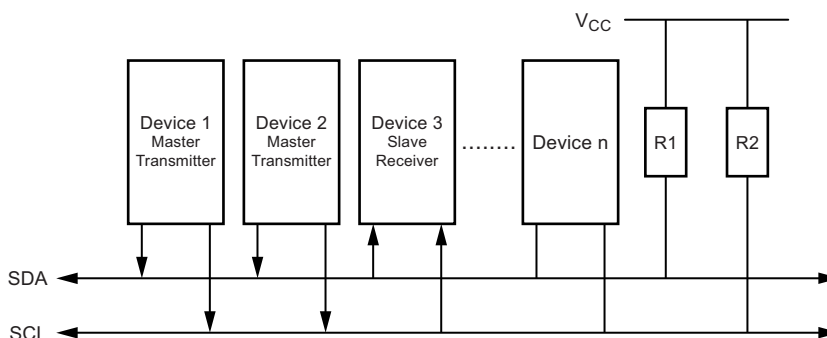 VCC
Device 1
Master
Transmitter
Device 2
Master
Transmitter
Device 3
Slave
Receiver
........
Device n
R1
R2
SDA
SCL